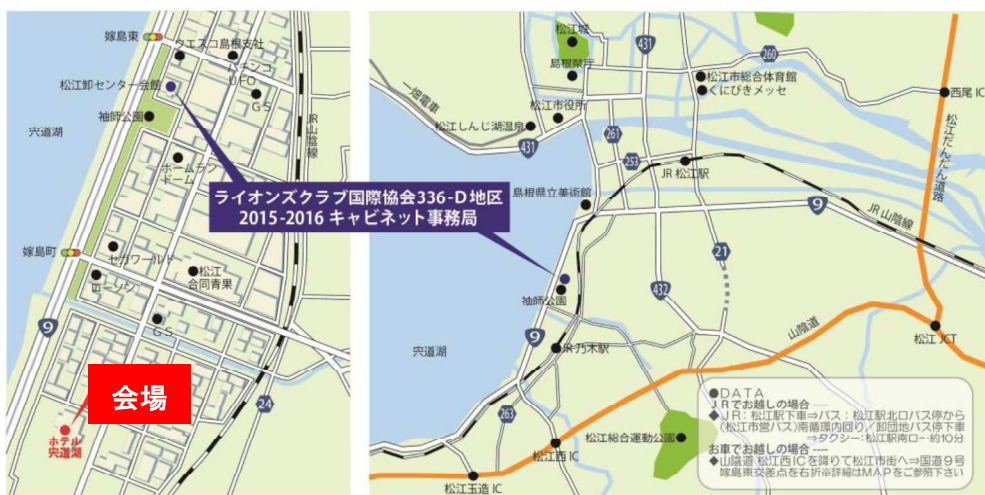 嫁島東
ウエスコ島根支社
パチンコ
UFO
松江卸センター会館
GS
袖師公園
宍道湖
JR山陰線
ホームラン
ドーム
ライオンズクラブ国際協会336-D地区
2015-2016 キャビネット事務局
嫁島町
セガワールド
松江
合同青果
ローソン
GS
9
会場
24
ホテル
宍道湖
松江城
島根県庁
431
260
松江市総合体育館
くにびきメッセ
一畑電車
松江市役所
松江しんじ湖温泉
431
261
253
西尾IC
松江だんだん道路
JR松江駅
島根県立美術館
9
JR山陰線
21
袖師公園
432
9
山陰道
宍道湖
JR乃木駅
松江JCT
263
松江総合運動公園
松江西IC
松江玉造IC
●DATA
JRでお越しの場合 ----
◆JR:松江駅下車⇒バス:松江駅北口バス停から
(松江市営バス)南循環内回り/卸団地バス停下車
⇒タクシー:松江駅南口--約10分
お車でお越しの場合 ----
◆山陰道 松江西ICを降りて松江市街へ⇒国道9号
嫁島東交差点を右折※詳細はMAPをご参照下さい